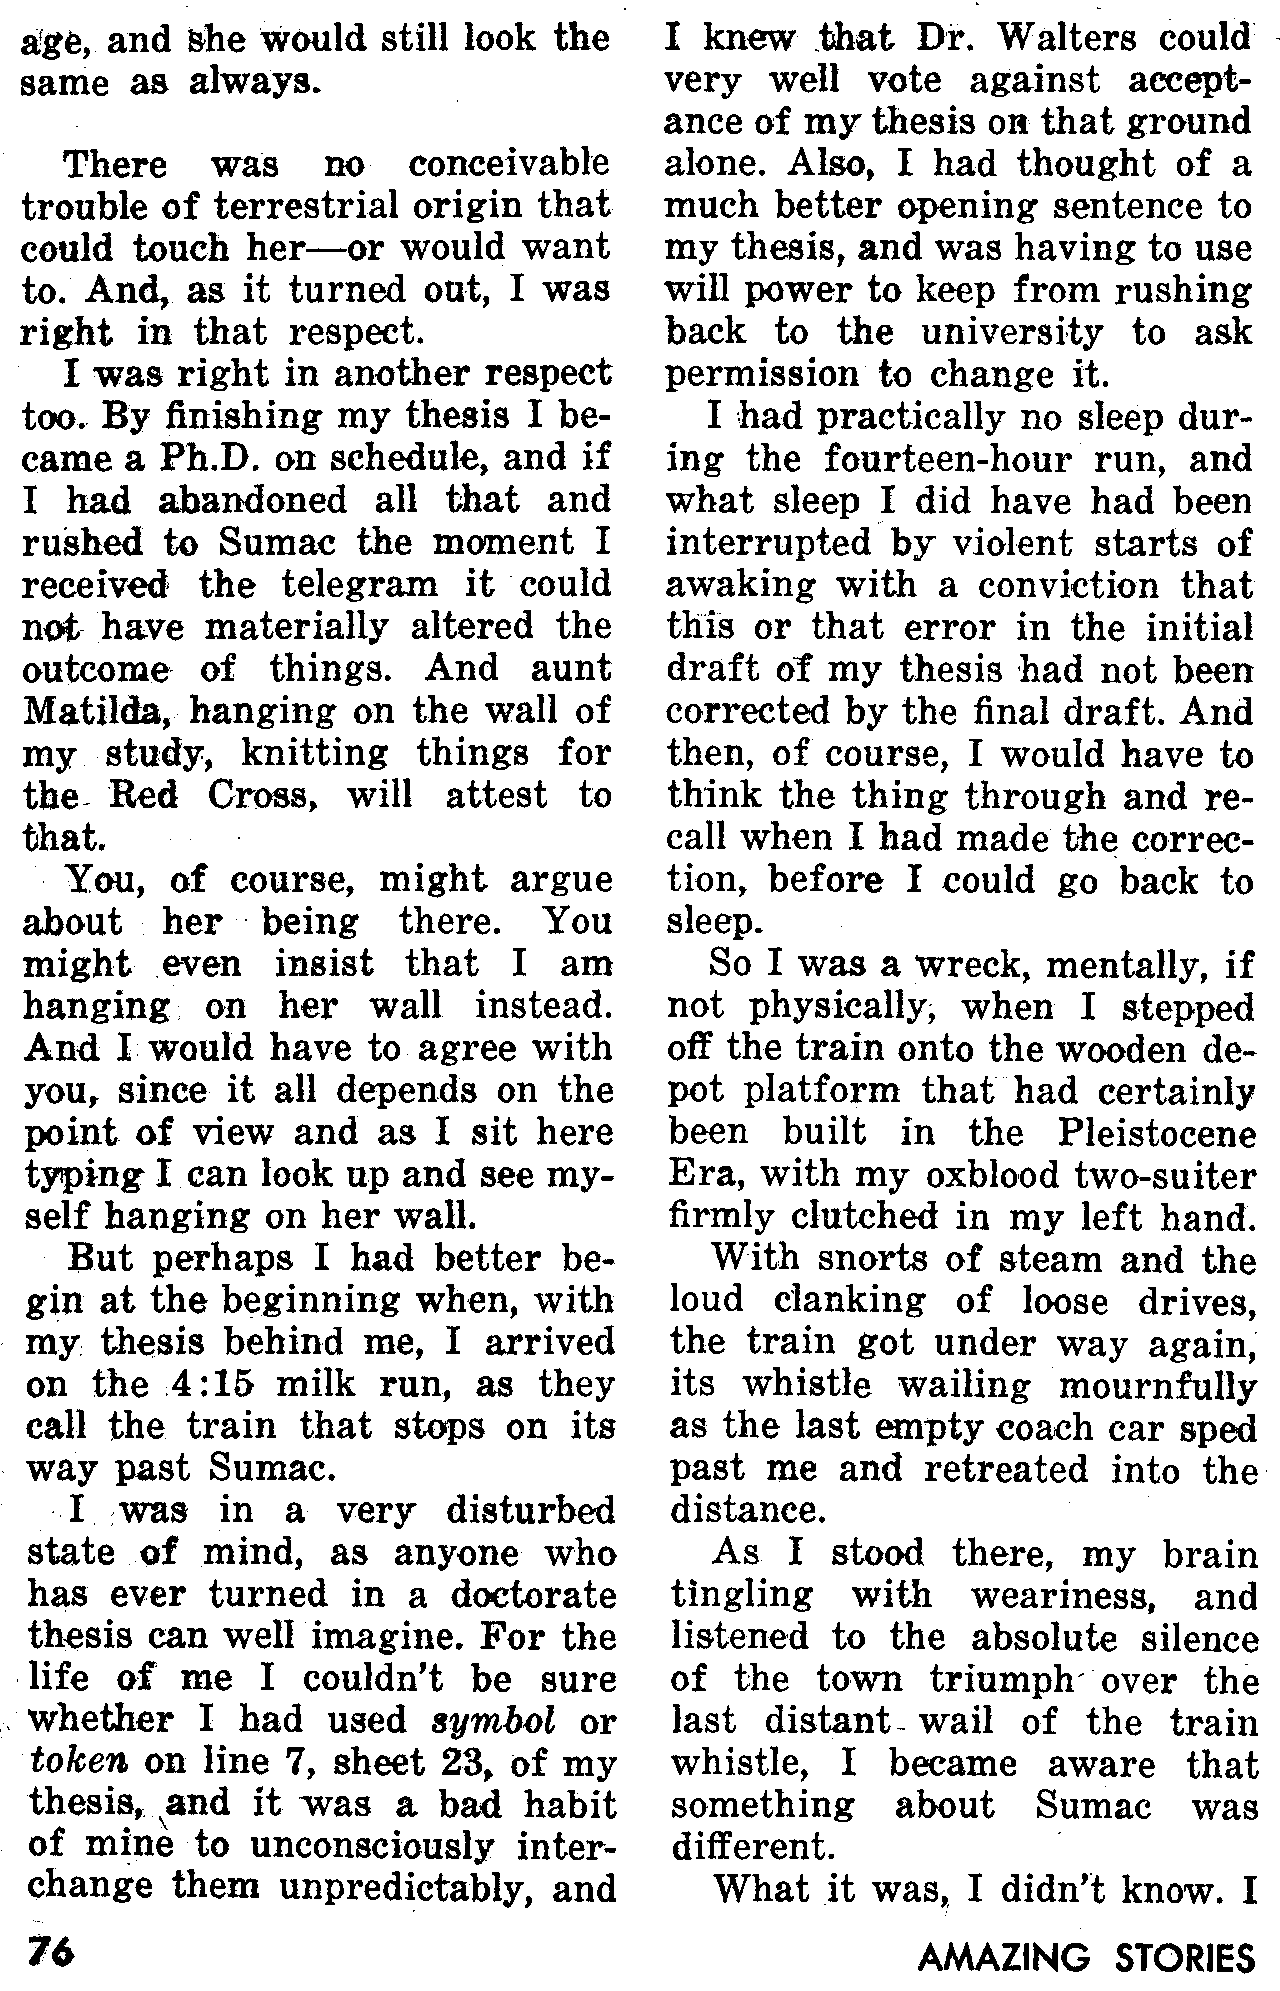 age, and she would still look the
same as always.
There was no conceivable
trouble of terrestrial origin that
could touch her—or would want
to. And, as it turned out, I was
right in that respect.
I was right in another respect
too. By finishing my thesis I be-
came a Ph.D. on schedule, and if
I had abandoned all that and
rushed to Sumac the moment I
received the telegram it could
not have materially altered the
outcome of things. And aunt
Matilda, hanging on the wall of
my study, knitting things for
the Red Cross, will attest to
that.
You, of course, might argue
about her being there. You
might even insist that I am
hanging on her wall instead.
And I would have to agree with
you, since it all depends on the
point of view and as I sit here
typing I can look up and see my-
self hanging on her wall.
But perhaps I had better be-
gin at the beginning when, with
my thesis behind me, I arrived
on the 4:15 milk run, as they
call the train that stops on its
way past Sumac.
I was in a very disturbed
state of mind, as anyone who
has ever turned in a doctorate
thesis can well imagine. For the
life of me I couldn't be sure
whether I had used symbol or
token on line 7, sheet 23, of my
thesis, and it was a bad habit
of mine to unconsciously inter-
change them unpredictably, and
I knew that Dr. Walters could
very well vote against accept-
ance of my thesis on that ground
alone. Also, I had thought of a
much better opening sentence to
my thesis, and was having to use
will power to keep from rushing
back to the university to ask
permission to change it.
I had practically no sleep dur-
ing the fourteen-hour run, and
what sleep I did have had been
interrupted by violent starts of
awaking with a conviction that
this or that error in the initial
draft of my thesis had not been
corrected by the final draft. And
then, of course, I would have to
think the thing through and re-
call when I had made the correc-
tion, before I could go back to
sleep.
So I was a wreck, mentally, if
not physically, when I stepped
off the train onto the wooden de-
pot platform that had certainly
been built in the Pleistocene
Era, with my oxblood two-suiter
firmly clutched in my left hand.
With snorts of steam and the
loud clanking of loose drives,
the train got under way again,
its whistle wailing mournfully
as the last empty coach car sped
past me and retreated into the
distance.
As I stood there, my brain
tingling with weariness, and
listened to the absolute silence
of the town triumph over the
last distant wail of the train
whistle, I became aware that
something about Sumac was
different.
What it was, I didn't know. I
76
AMAZING STORIES